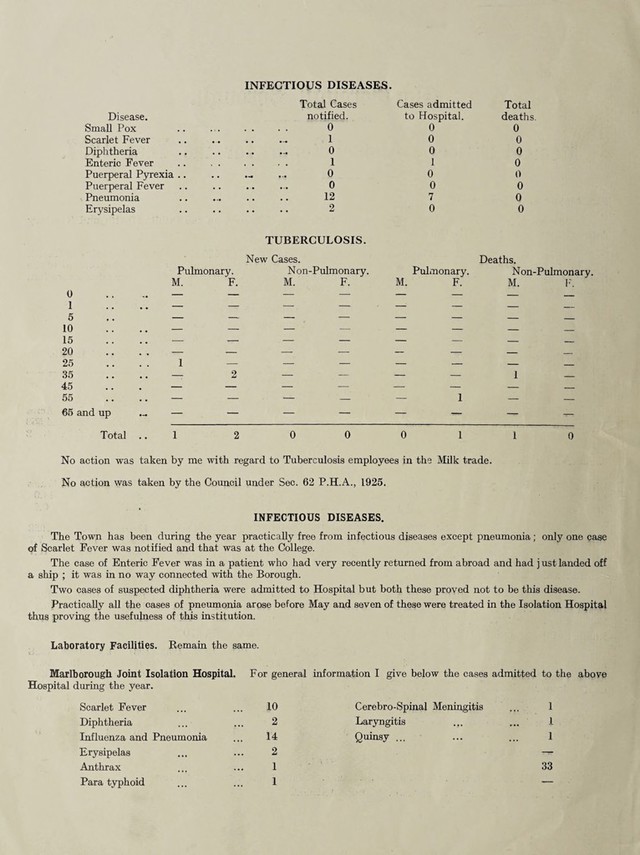 INFECTIOUS DISEASES.
Total Cases Cases admitted Total
Disease. notified. to Hospital. deaths.
Small Pox .. .. .. .. 0 0 0
Scarlet Fever .. .. .. .. 1 0 0
Diphtheria .. .. .. .. 0 0 0
Enteric Fever .. .. .. .. 1 1 0
Puerperal Pyrexia .. .. .. .. 0 0 0
Puerperal Fever .. .. .. .. 0 0 0
Pneumonia .. .. .. .. 12 7 0
Erysipelas .. .. .. .. 2 0 0
TUBERCULOSIS.
New Cases. Deaths.
Pulmonary. Non-Pulmonary. Pulmonary. Non-Pulmonary.
M. F. M. F. M. F. M. F.
0 .. .. — — — — — — — —
1 .. .. — — — — — — — —
5 .. — — — — — — — —
10 .. .. — — — — — — — —
15 .. .. — — — — — — — —
20 .. .. — — — — — — — —
25 .. .. 1 — — — — — — —
35 .. .. — 2 — — — — 1 —
45 .. . — — — — — — — —
55 .. .. — — — — — 1 — —
65 and up .. — — — — — — — —
Total .. 1 2 0 0 0 1 1 0
No action was taken by me with regard to Tuberculosis employees in the Milk trade.
No action was taken by the Council under Sec. 62 P.H.A., 1925.
INFECTIOUS DISEASES.
The Town has been during the year practically free from infectious diseases except pneumonia; only one case
of Scarlet Fever was notified and that was at the College.
The case of Enteric Fever was in a patient who had very recently returned from abroad and had just landed off
a ship ; it was in no way connected with the Borough.
Two cases of suspected diphtheria were admitted to Hospital but both these proved not to be this disease.
Practically all the cases of pneumonia arose before May and seven of these were treated in the Isolation Hospital
thus proving the usefulness of this institution.
Laboratory Facilities. Remain the same.
Marlborough Joint Isolation Hospital. For general information I give below the cases admitted to the above
Hospital during the year.
Scarlet Fever ... ... 10 Cerebro-Spinal Meningitis ... 1
Diphtheria ... ... 2 Laryngitis ... ... 1
Influenza and Pneumonia ... 14 Quinsy ... ... ... 1
Erysipelas ... ... 2 —
Anthrax ... ... 1 33
Para typhoid ... ... 1 —